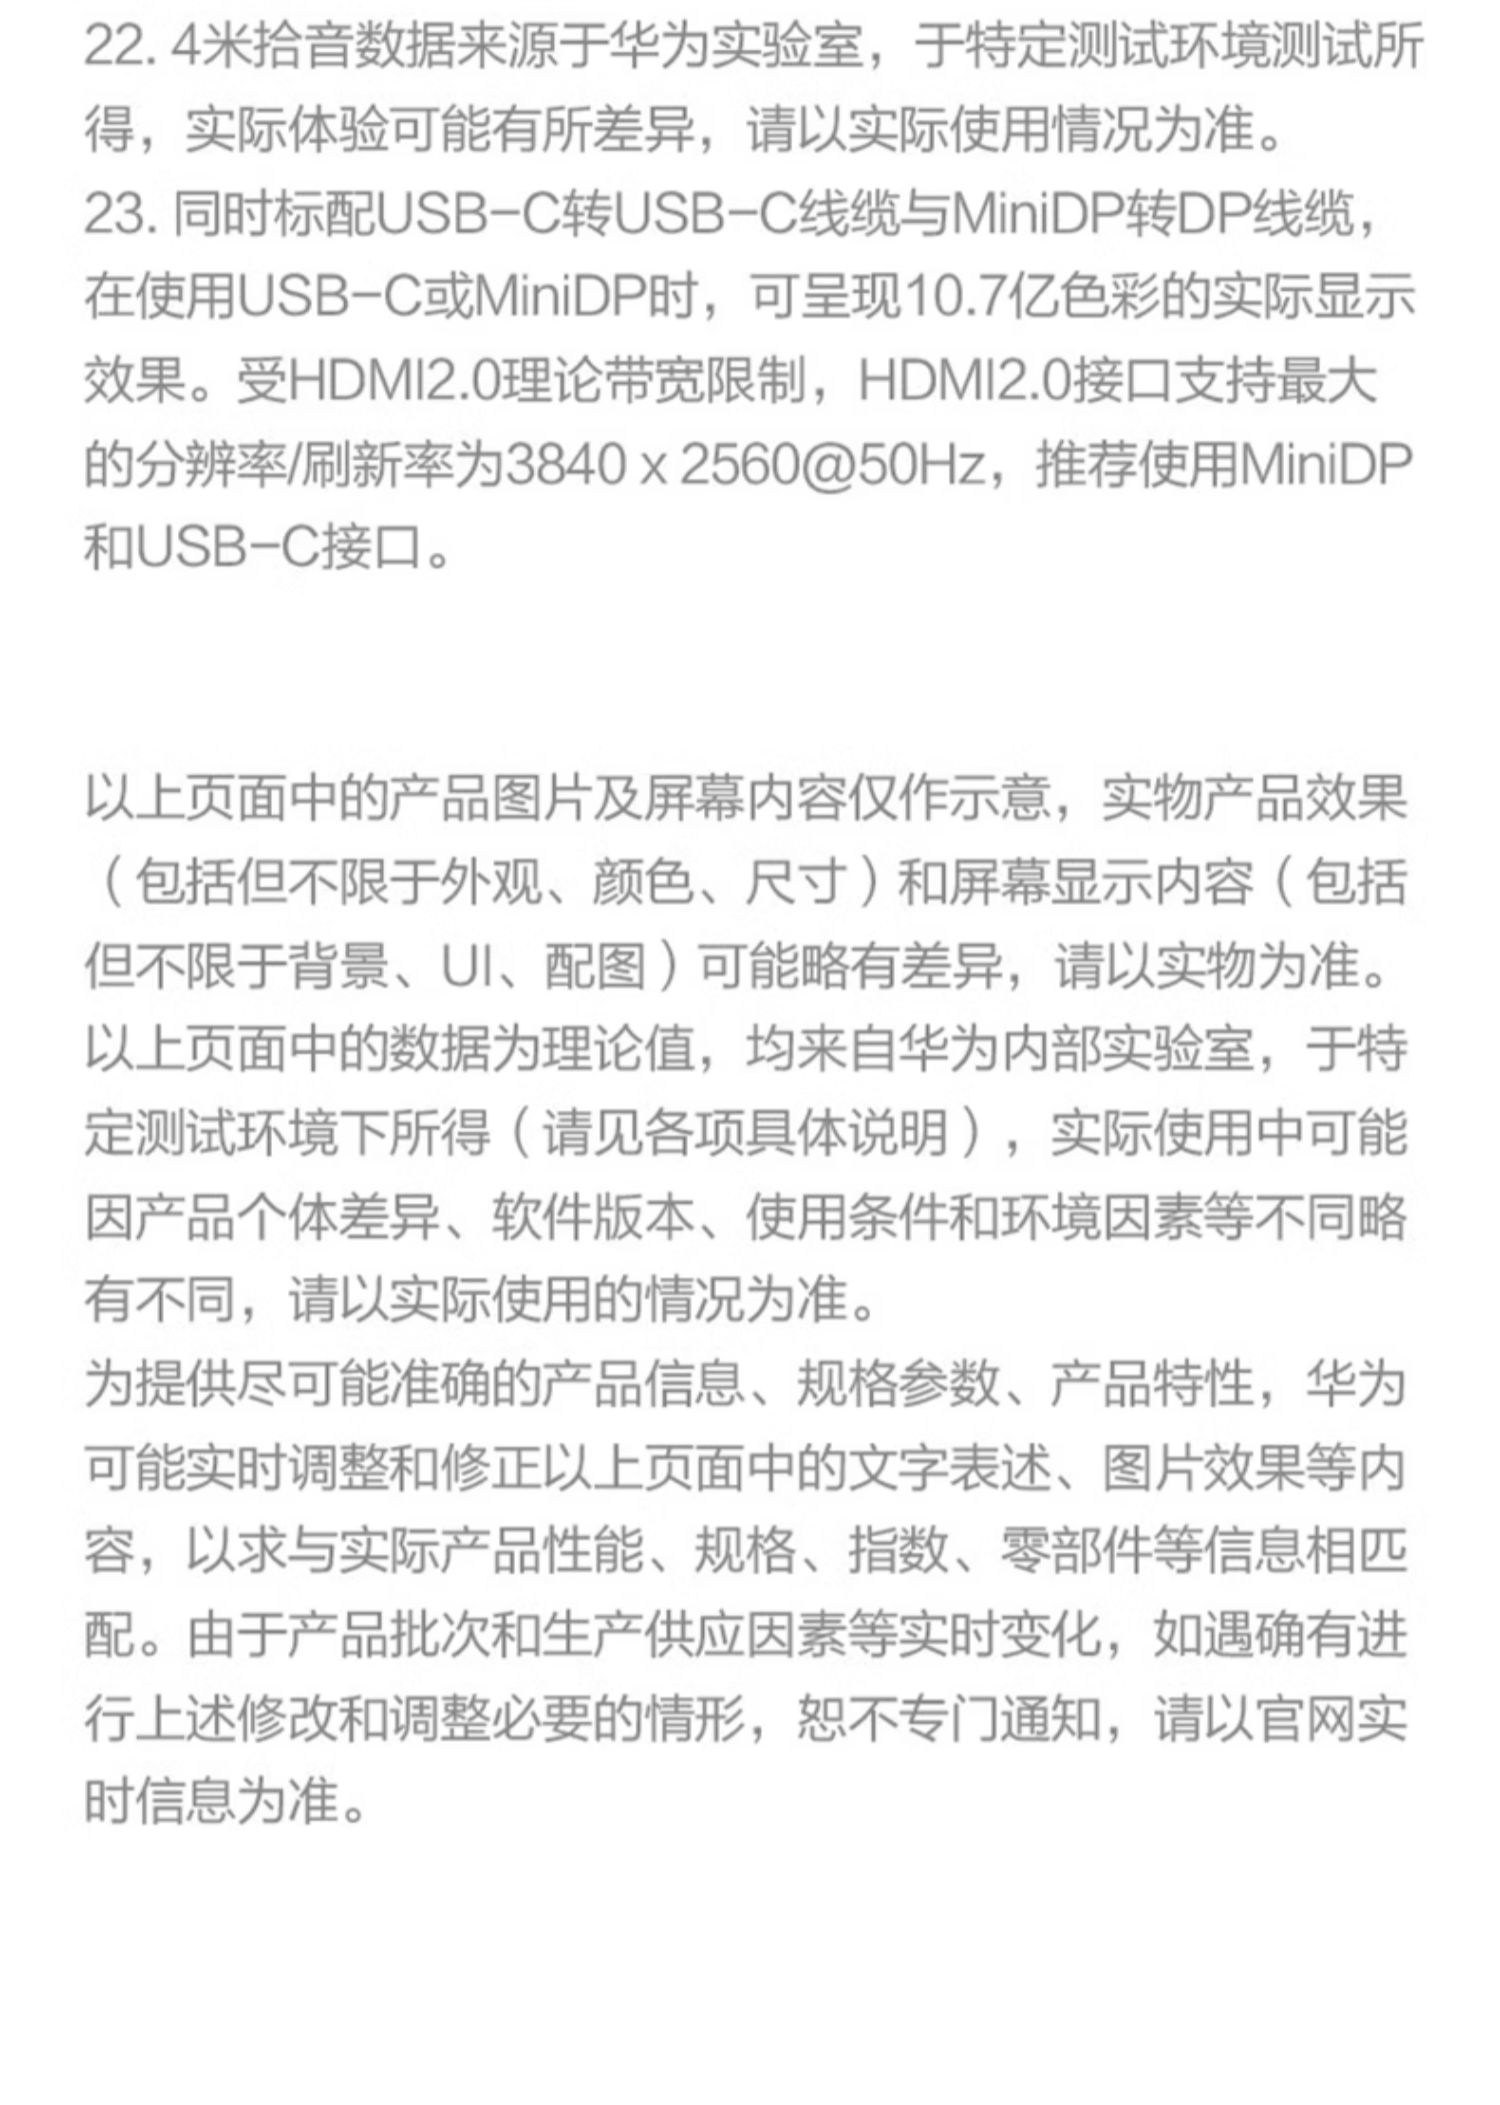 22. 4米拾音数据来源于华为实验室，于特定测试环境测试所
得，实际体验可能有所差异，请以实际使用情况为准。
23. 同时标配USB-C转USB-C线缆与MiniDP转DP线缆，
在使用USB-C或MiniDP时，可呈现10.7亿色彩的实际显示
效果。受HDMI2.0理论带宽限制，HDMI2.0接口支持最大
的分辨率/刷新率为3840 x 2560@50Hz，推荐使用MiniDP
和USB-C接口。
以上页面中的产品图片及屏幕内容仅作示意，实物产品效果
（包括但不限于外观、颜色、尺寸）和屏幕显示内容（包括
但不限于背景、UI、配图）可能略有差异，请以实物为准。
以上页面中的数据为理论值，均来自华为内部实验室，于特
定测试环境下所得（请见各项具体说明），实际使用中可能
因产品个体差异、软件版本、使用条件和环境因素等不同略
有不同，请以实际使用的情况为准。
为提供尽可能准确的产品信息、规格参数、产品特性，华为
可能实时调整和修正以上页面中的文字表述、图片效果等内
容，以求与实际产品性能、规格、指数、零部件等信息相匹
配。由于产品批次和生产供应因素等实时变化，如遇确有进
行上述修改和调整必要的情形，恕不专门通知，请以官网实
时信息为准。